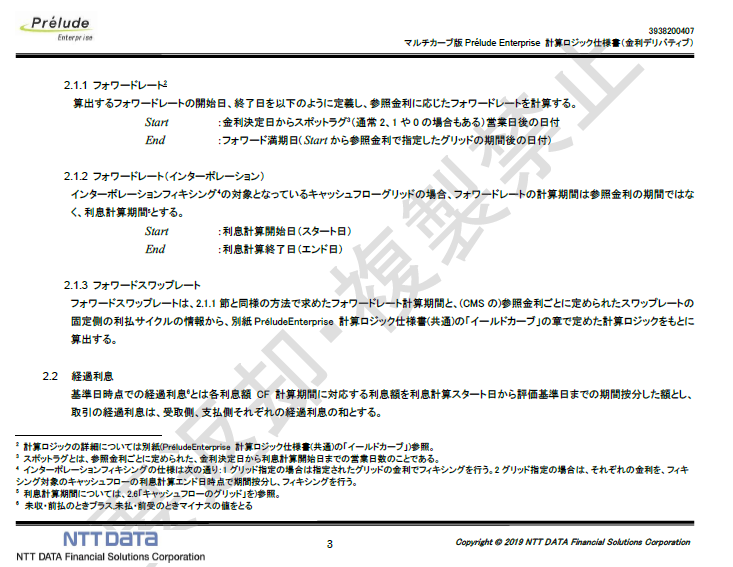 Prélude
Enterprise
3938200407
マルチカーブ版 Prélude Enterprise 計算ロジック仕様書(金利デリバティブ)
2.1.1 フォワードレート²
算出するフォワードレートの開始日、終了日を以下のように定義し、参照金利に応じたフォワードレートを計算する。
Start :金利決定日からスポットラグ³(通常 2、1 や 0 の場合もある)営業日後の日付
End :フォワード満期日(Start から参照金利で指定したグリッドの期間後の日付)
2.1.2 フォワードレート(インターポレーション)
インターポレーションフィキシング⁴の対象となっているキャッシュフローグリッドの場合、フォワードレートの計算期間は参照金利の期間ではな
く、利息計算期間⁵とする。
Start :利息計算開始日(スタート日)
End :利息計算終了日(エンド日)
2.1.3 フォワードスワップレート
フォワードスワップレートは、2.1.1 節と同様の方法で求めたフォワードレート計算期間と、(CMS の)参照金利ごとに定められたスワップレートの
固定側の利払サイクルの情報から、別紙 PréludeEnterprise 計算ロジック仕様書(共通)の「イールドカーブ」の章で定めた計算ロジックをもとに
算出する。
2.2 経過利息
基準日時点での経過利息⁶とは各利息額 CF 計算期間に対応する利息額を利息計算スタート日から評価基準日までの期間按分した額とし、
取引の経過利息は、受取側、支払側それぞれの経過利息の和とする。
² 計算ロジックの詳細については別紙(PréludeEnterprise 計算ロジック仕様書(共通)の「イールドカーブ」)参照。
³ スポットラグとは、参照金利ごとに定められた、金利決定日から利息計算開始日までの営業日数のことである。
⁴ インターポレーションフィキシングの仕様は次の通り:1 グリッド指定の場合は指定されたグリッドの金利でフィキシングを行う。2 グリッド指定の場合は、それぞれの金利を、フィキ
シング対象のキャッシュフローの利息計算エンド日時点で期間按分し、フィキシングを行う。
⁵ 利息計算期間については、2.6「キャッシュフローのグリッド」を)参照。
⁶ 未収・前払のときプラス、未払・前受のときマイナスの値をとる
要返却・複製禁止
NTT DATA
NTT DATA Financial Solutions Corporation
3
Copyright © 2019 NTT DATA Financial Solutions Corporation